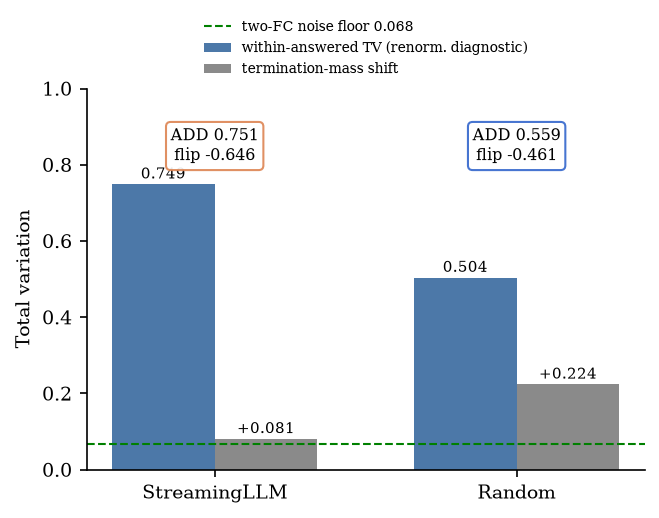 two-FC noise floor 0.068
within-answered TV (renorm. diagnostic)
termination-mass shift
Total variation
1.0
0.8
0.6
0.4
0.2
0.0
ADD 0.751
flip -0.646
0.749
+0.081
ADD 0.559
flip -0.461
0.504
+0.224
StreamingLLM
Random